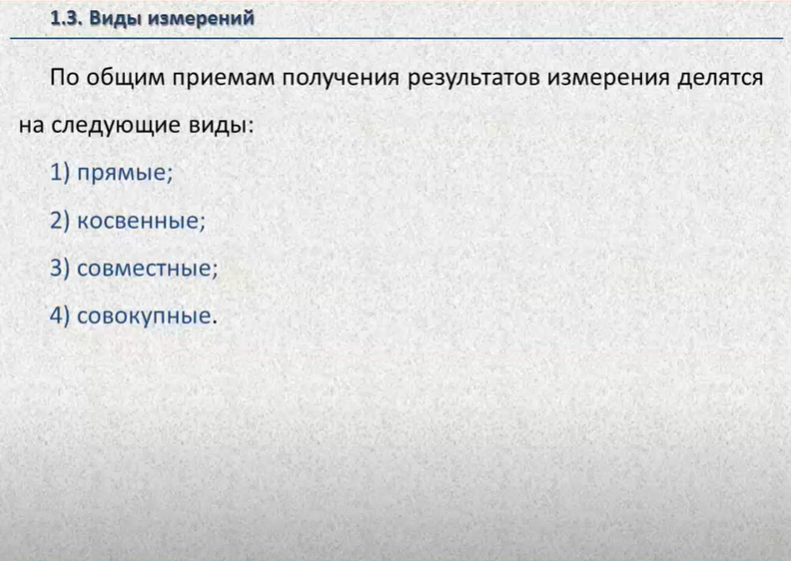 1.3. Виды измерений
По общим приемам получения результатов измерения делятся
на следующие виды:
1) прямые;
2) косвенные;
3) совместные;
4) совокупные.